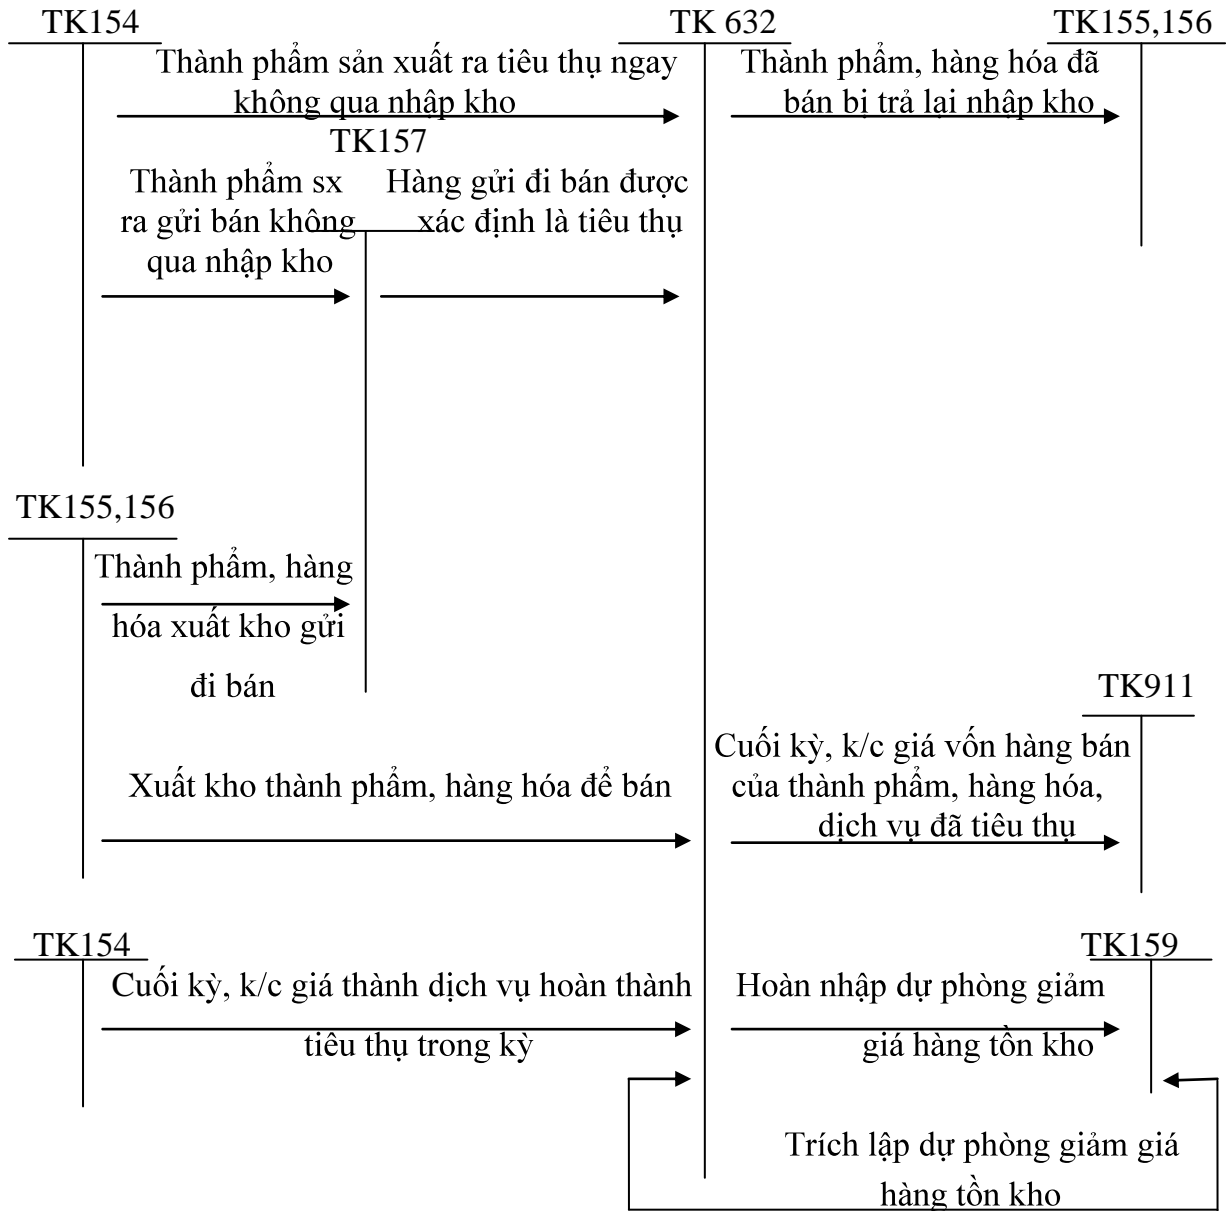 TK154
TK 632
TK155,156
Thành phẩm sản xuất ra tiêu thụ ngay
không qua nhập kho
Thành phẩm, hàng hóa đã
bán bị trả lại nhập kho
TK157
Thành phẩm sx
ra gửi bán không
qua nhập kho
Hàng gửi đi bán được
xác định là tiêu thụ
TK155,156
Thành phẩm, hàng
hóa xuất kho gửi
đi bán
TK911
Xuất kho thành phẩm, hàng hóa để bán
Cuối kỳ, k/c giá vốn hàng bán
của thành phẩm, hàng hóa,
dịch vụ đã tiêu thụ
TK154
TK159
Cuối kỳ, k/c giá thành dịch vụ hoàn thành
tiêu thụ trong kỳ
Hoàn nhập dự phòng giảm
giá hàng tồn kho
Trích lập dự phòng giảm giá
hàng tồn kho